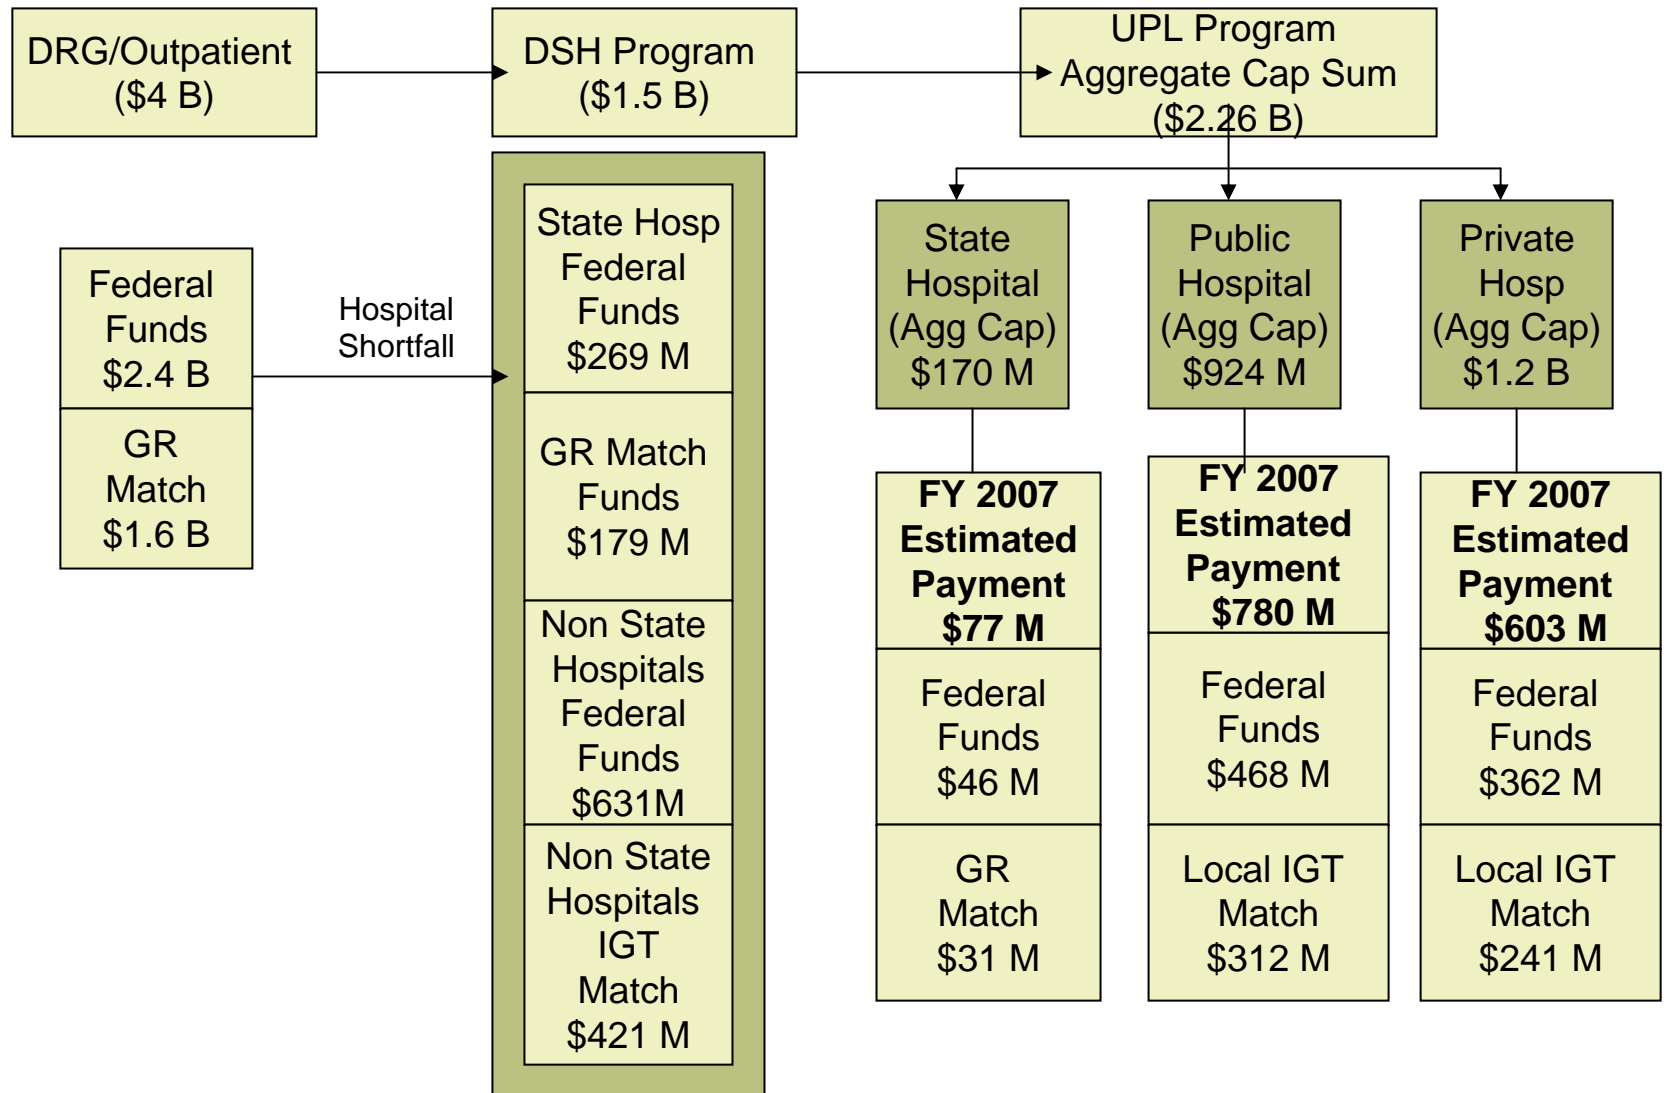 DRG/Outpatient
($4 B)
DSH Program
($1.5 B)
UPL Program
Aggregate Cap Sum
($2.26 B)
Federal
Funds
$2.4 B
GR
Match
$1.6 B
Hospital
Shortfall
State Hosp
Federal
Funds
$269 M
GR Match
Funds
$179 M
Non State
Hospitals
Federal
Funds
$631M
Non State
Hospitals
IGT
Match
$421 M
State
Hospital
(Agg Cap)
$170 M
FY 2007
Estimated
Payment
$77 M
Federal
Funds
$46 M
GR
Match
$31 M
Public
Hospital
(Agg Cap)
$924 M
FY 2007
Estimated
Payment
$780 M
Federal
Funds
$468 M
Local IGT
Match
$312 M
Private
Hosp
(Agg Cap)
$1.2 B
FY 2007
Estimated
Payment
$603 M
Federal
Funds
$362 M
Local IGT
Match
$241 M